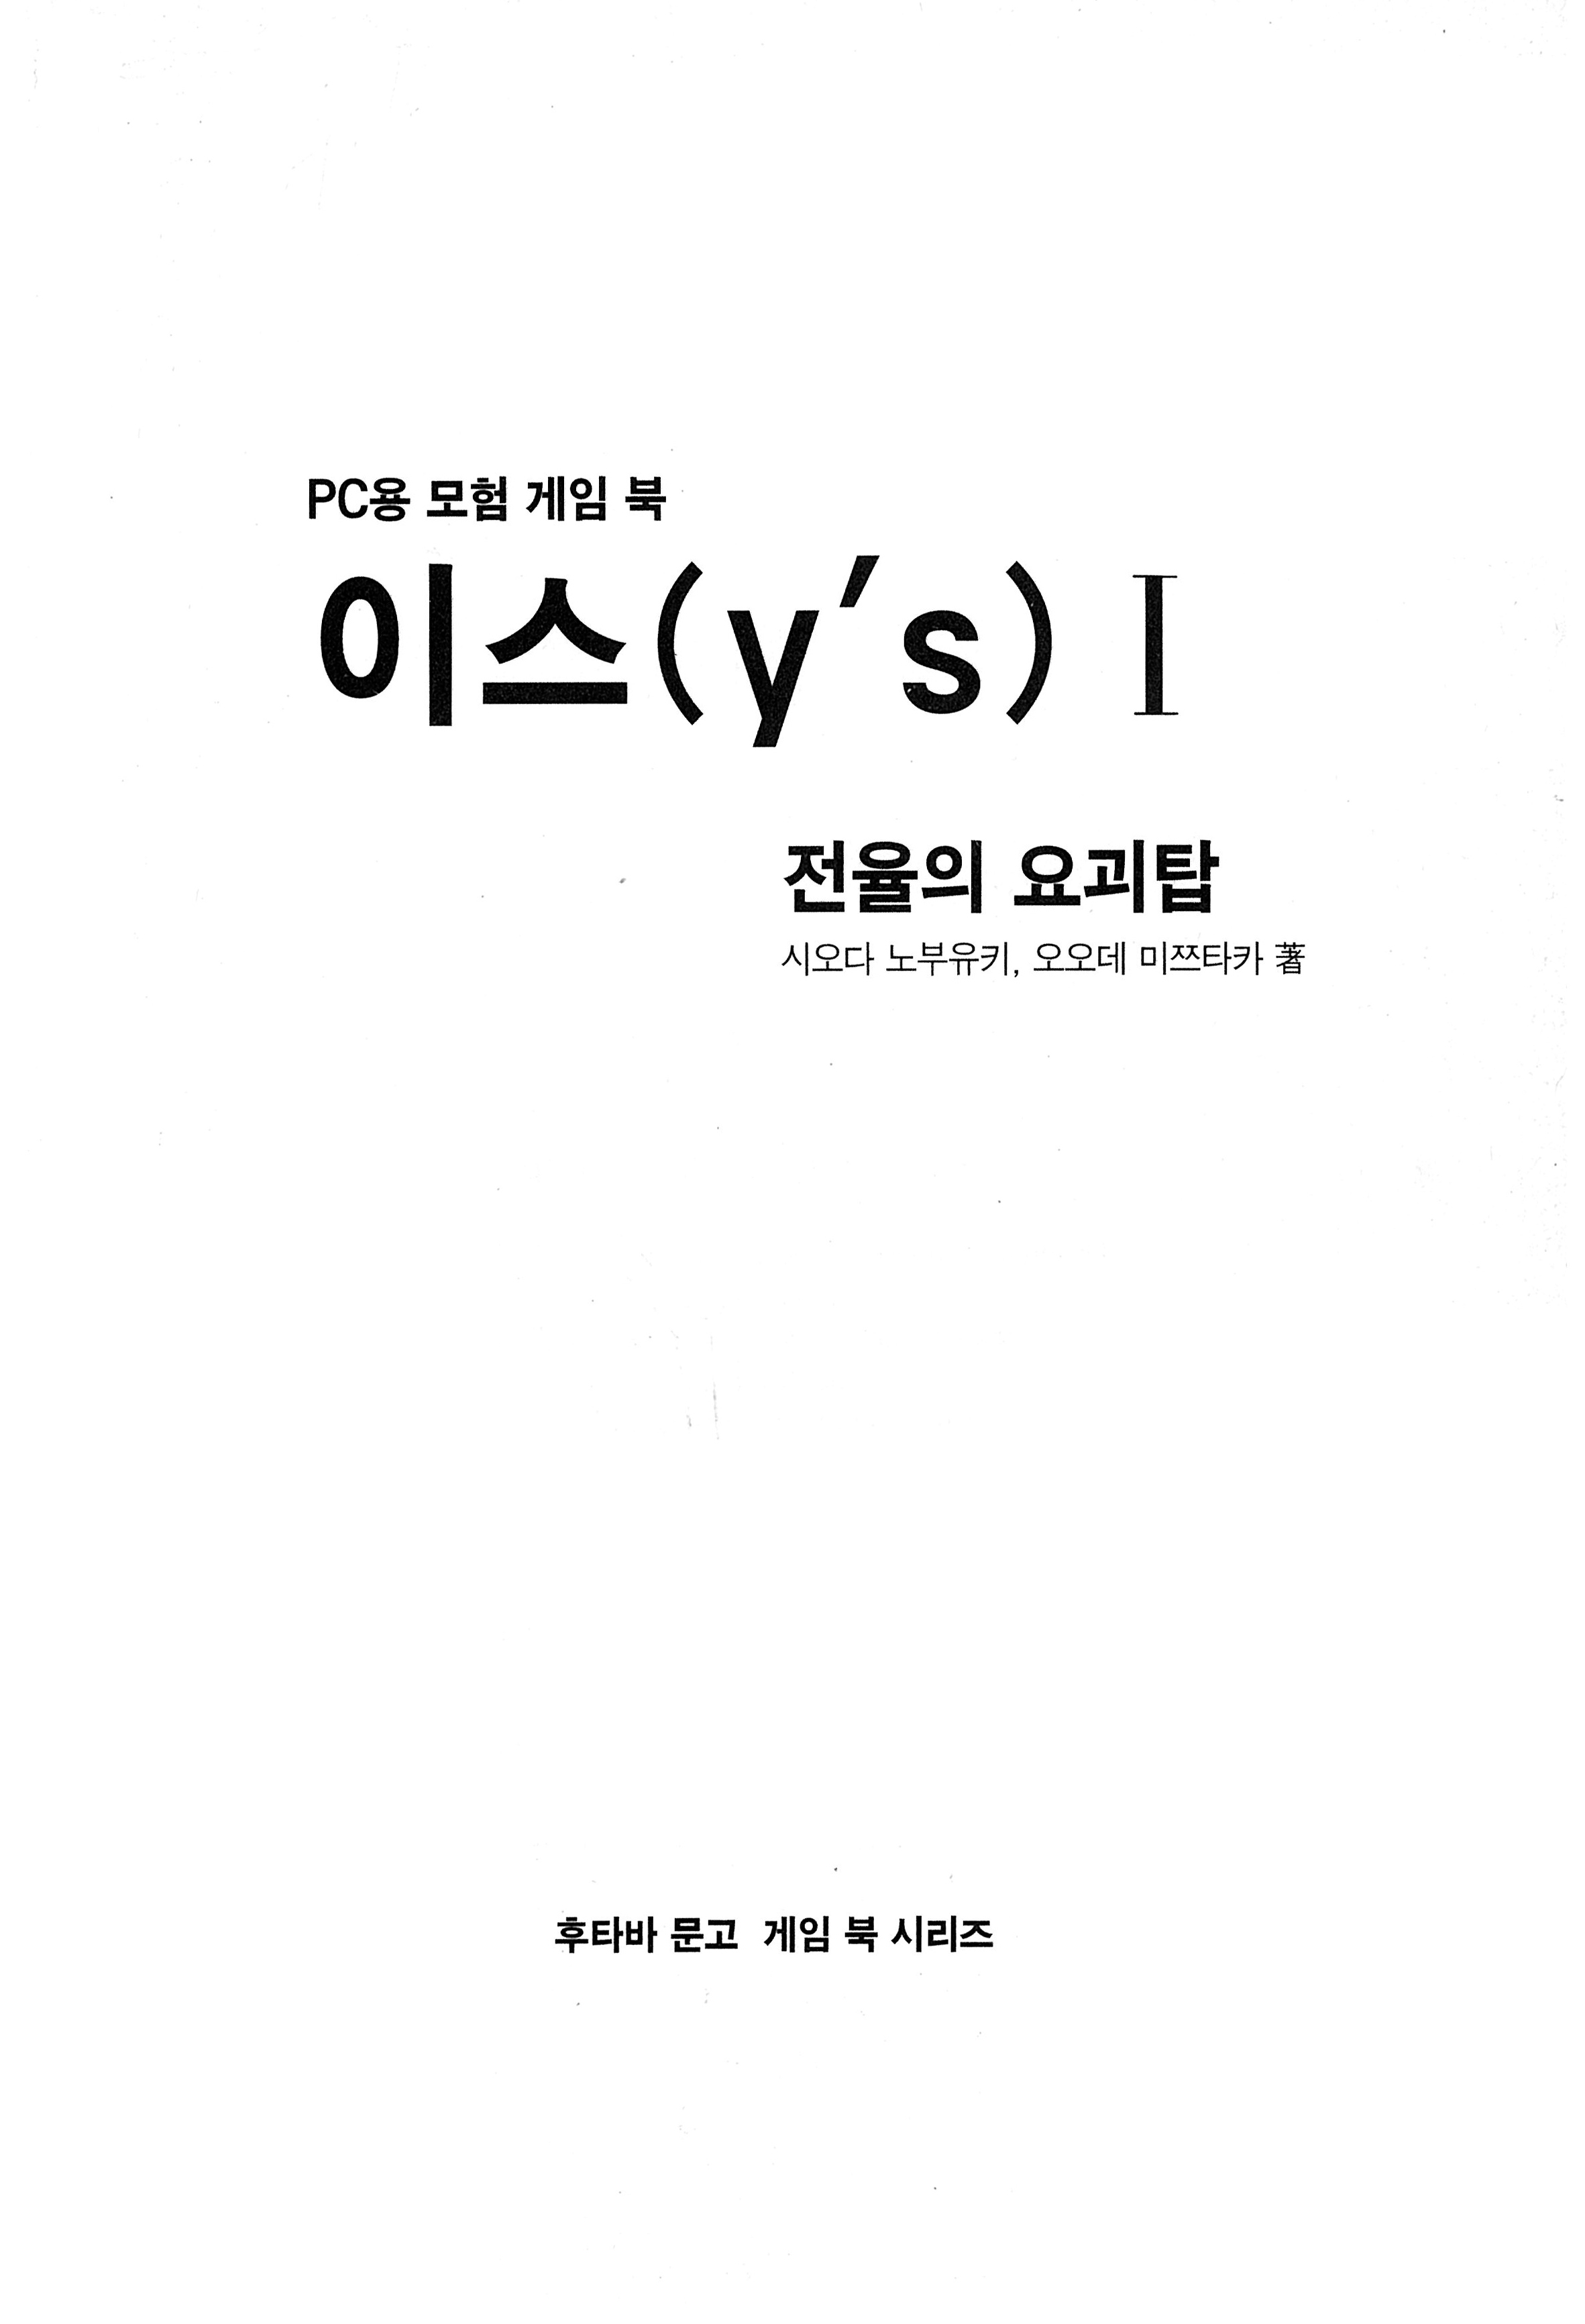 PC용 모험 게임 북
이스(y's) Ⅰ
전율의 요괴탑
시오다 노부유키, 오오데 미쯔타카 著
후타바 문고 게임 북 시리즈